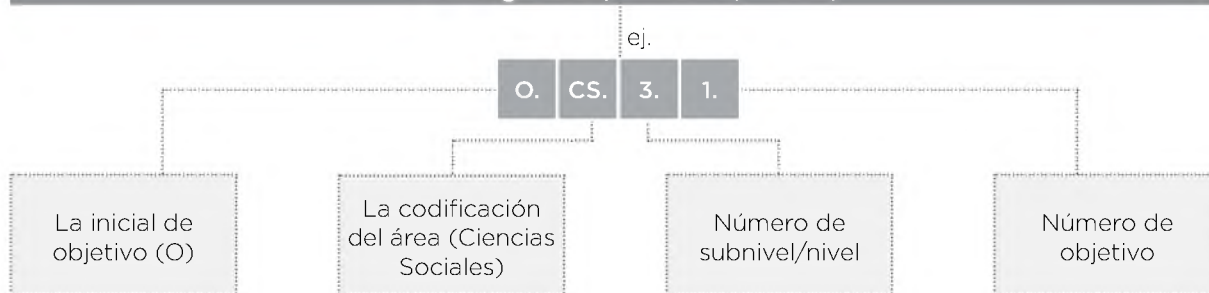 ej.
O. CS. 3. 1.
La inicial de
objetivo (O)
La codificación
del área (Ciencias
Sociales)
Número de
subnivel/nivel
Número de
objetivo